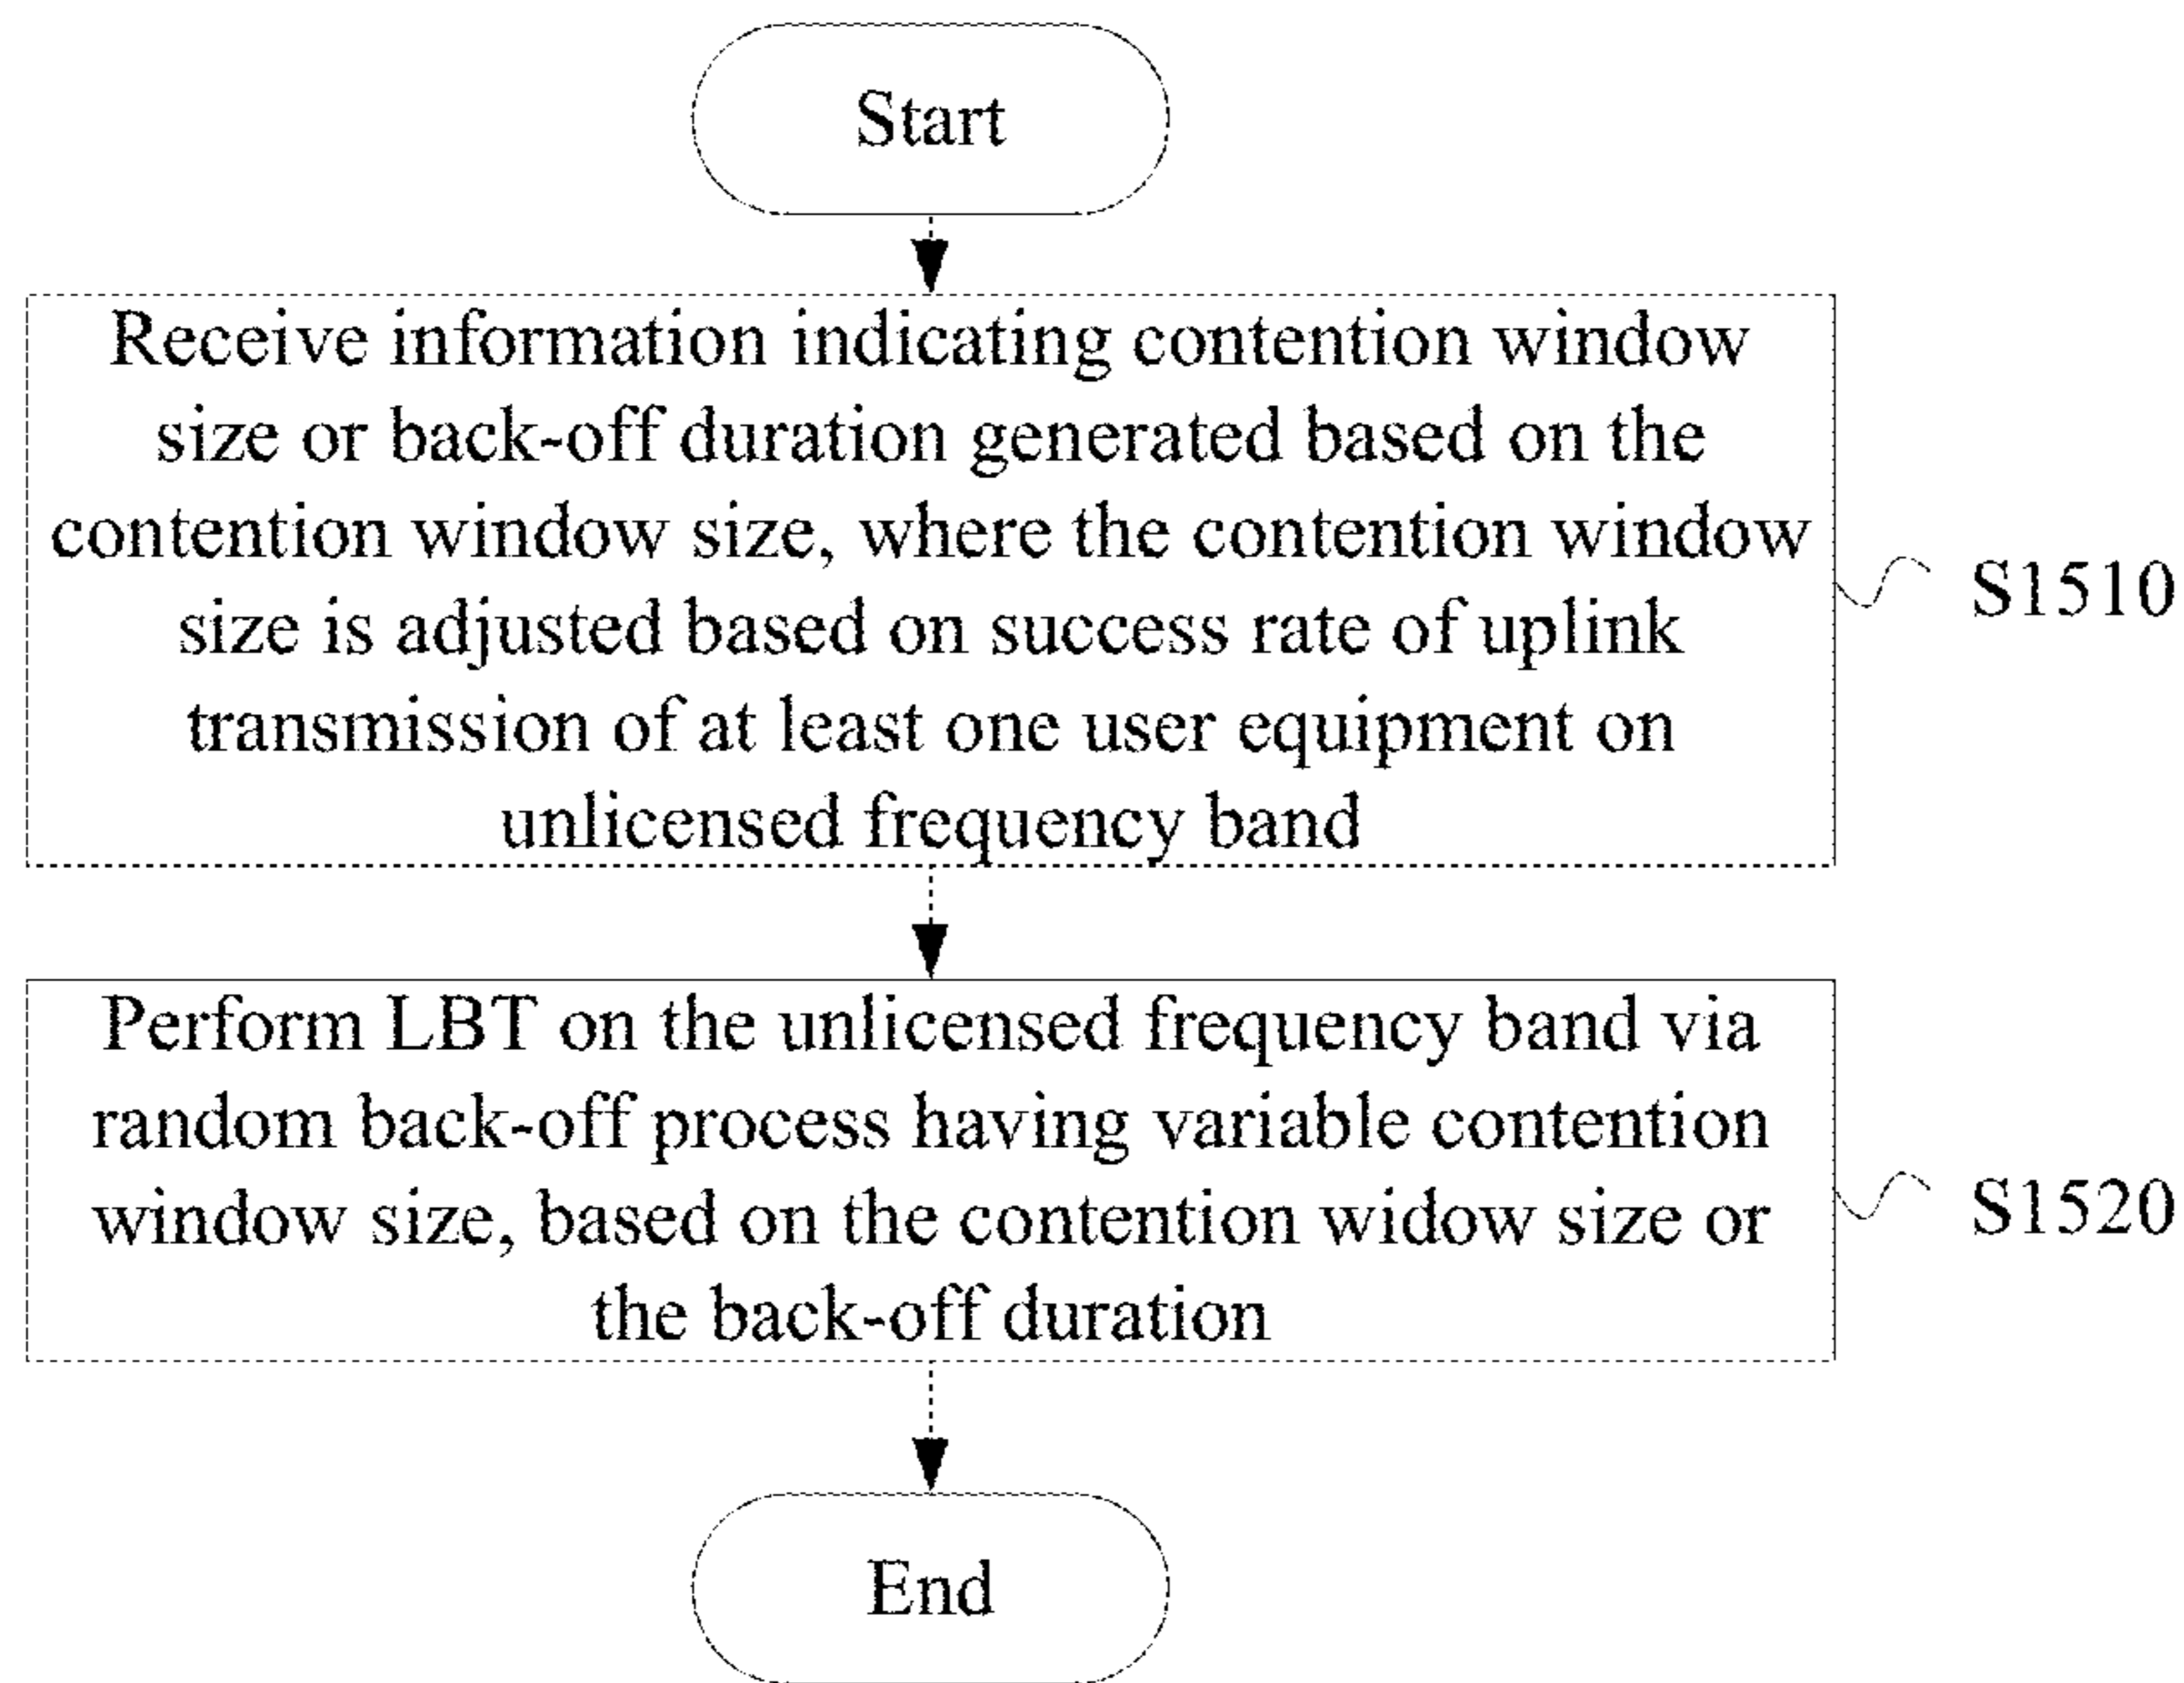 Start
Receive information indicating contention window
size or back-off duration generated based on the
contention window size, where the contention window
size is adjusted based on success rate of uplink
transmission of at least one user equipment on
unlicensed frequency band
S1510
Perform LBT on the unlicensed frequency band via
random back-off process having variable contention
window size, based on the contention widow size or
the back-off duration
S1520
End